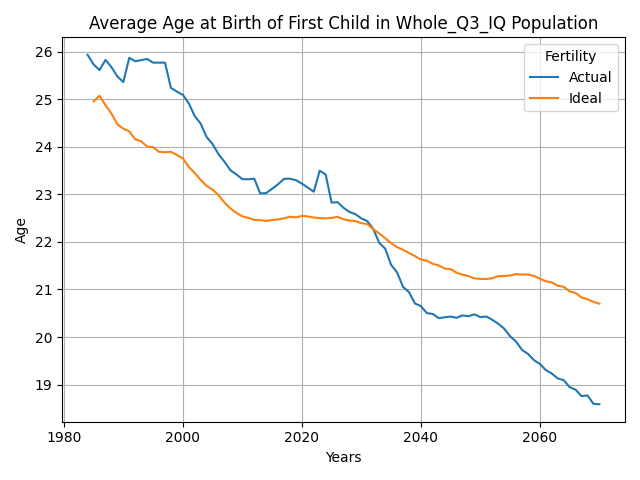 Average Age at Birth of First Child in Whole_Q3_IQ Population
Fertility
Actual
Ideal
26
25
24
23
22
21
20
19
Age
1980
2000
2020
2040
2060
Years